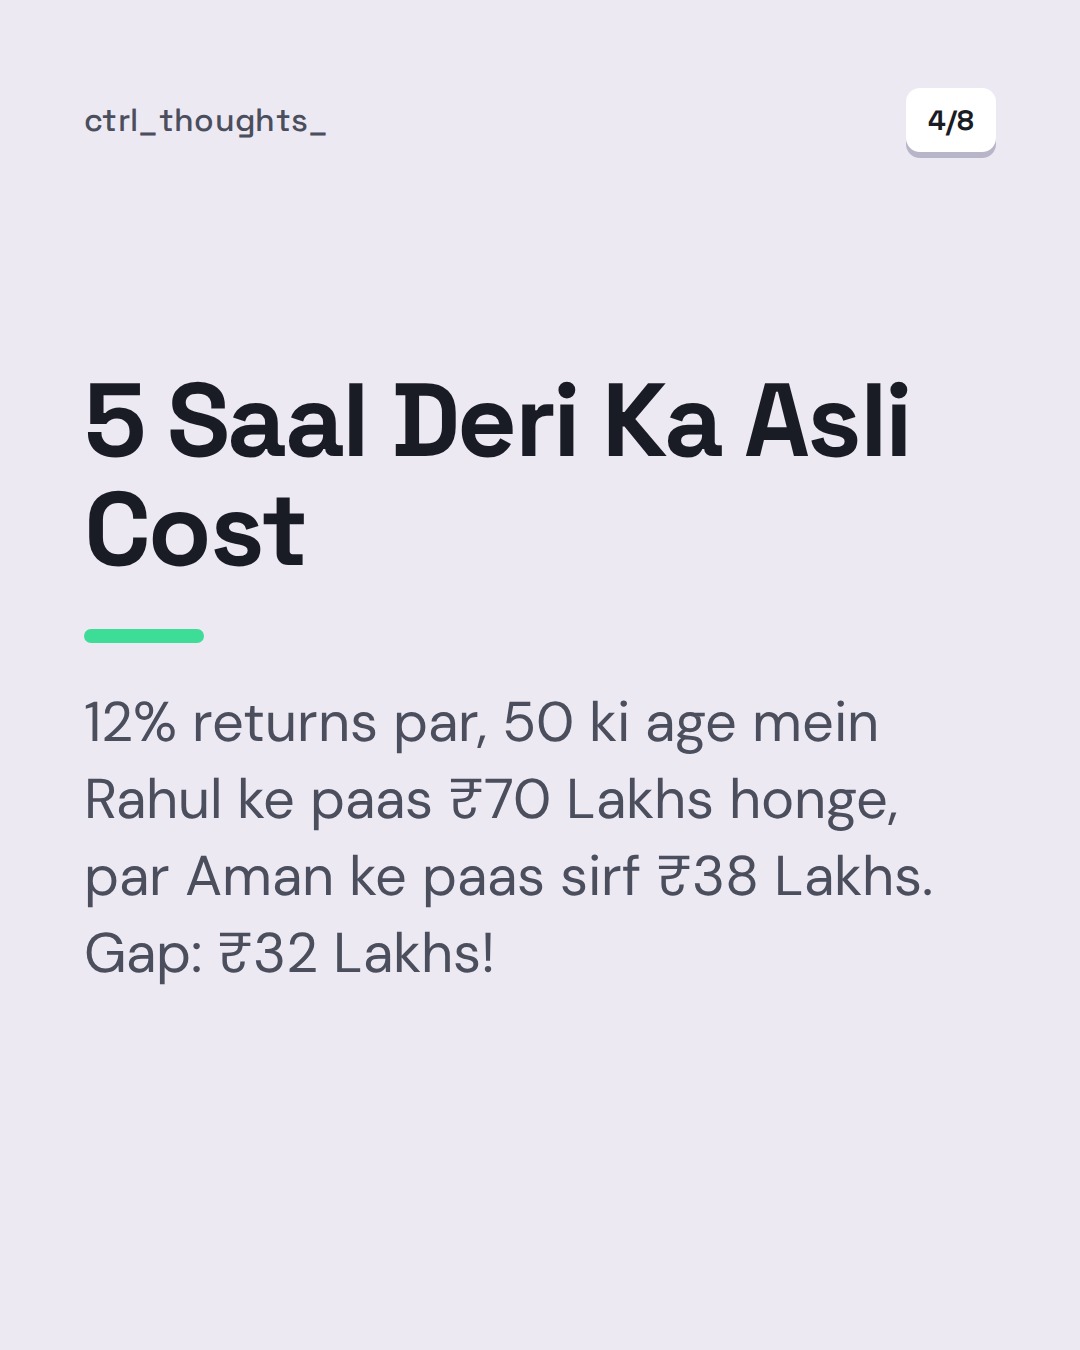 ctrl_thoughts_
4/8
5 Saal Deri Ka Asli
Cost
12% returns par, 50 ki age mein
Rahul ke paas ₹70 Lakhs honge,
par Aman ke paas sirf ₹38 Lakhs.
Gap: ₹32 Lakhs!